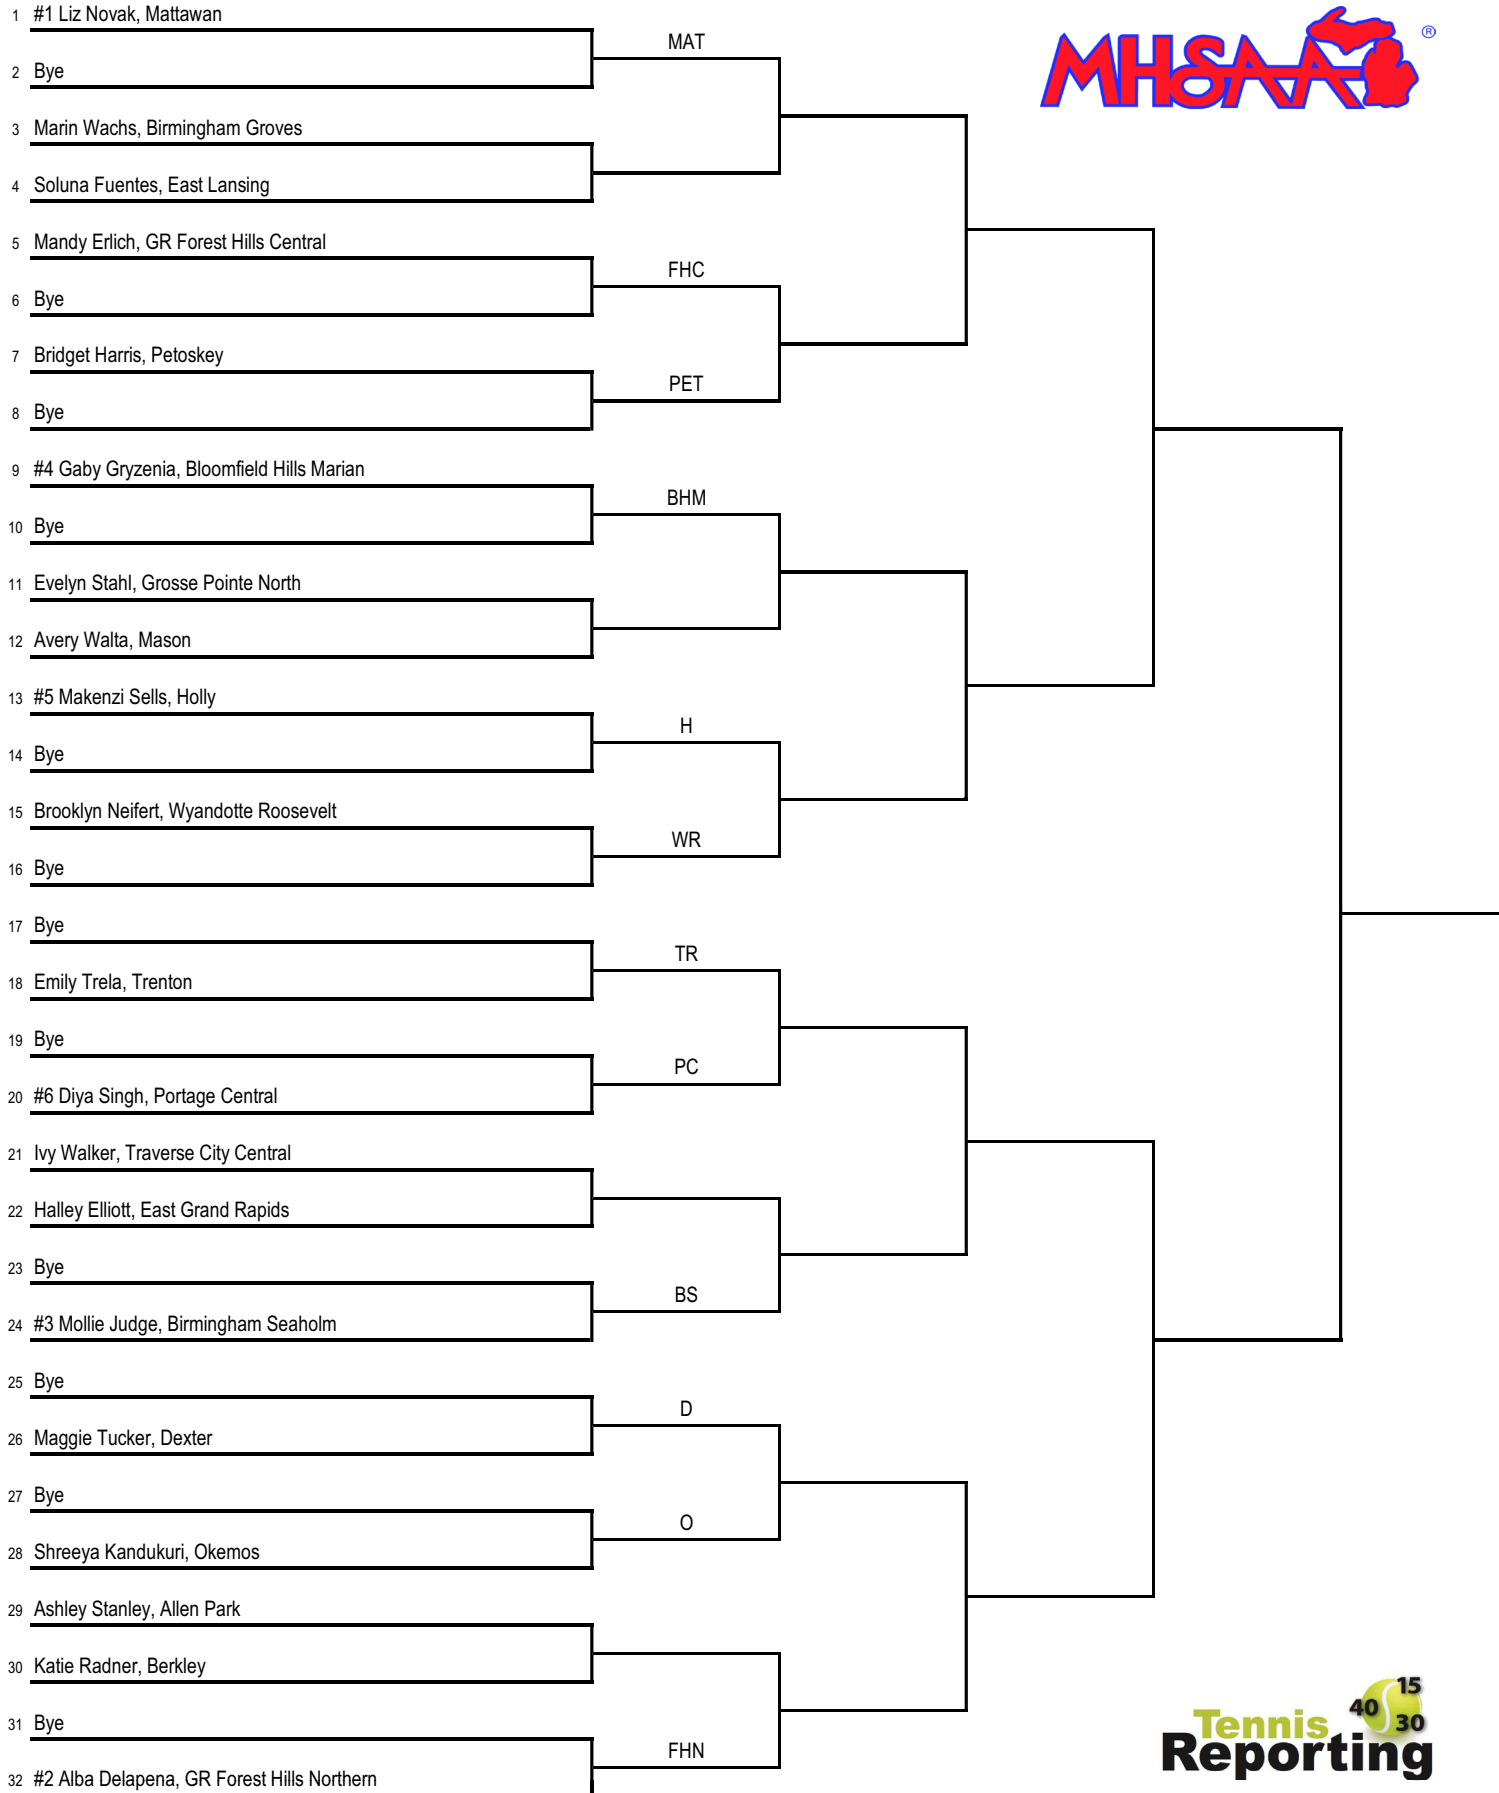 1 #1 Liz Novak, Mattawan
MAT
2 Bye
3 Marin Wachs, Birmingham Groves
4 Soluna Fuentes, East Lansing
5 Mandy Erlich, GR Forest Hills Central
FHC
6 Bye
7 Bridget Harris, Petoskey
PET
8 Bye
9 #4 Gaby Gryzenia, Bloomfield Hills Marian
BHM
10 Bye
11 Evelyn Stahl, Grosse Pointe North
12 Avery Walta, Mason
13 #5 Makenzi Sells, Holly
H
14 Bye
15 Brooklyn Neifert, Wyandotte Roosevelt
WR
16 Bye
17 Bye
TR
18 Emily Trela, Trenton
19 Bye
PC
20 #6 Diya Singh, Portage Central
21 Ivy Walker, Traverse City Central
22 Halley Elliott, East Grand Rapids
23 Bye
BS
24 #3 Mollie Judge, Birmingham Seaholm
25 Bye
D
26 Maggie Tucker, Dexter
27 Bye
O
28 Shreeya Kandukuri, Okemos
29 Ashley Stanley, Allen Park
30 Katie Radner, Berkley
31 Bye
FHN
32 #2 Alba Delapena, GR Forest Hills Northern
MHSAA ®
15
40
30
Tennis
Reporting